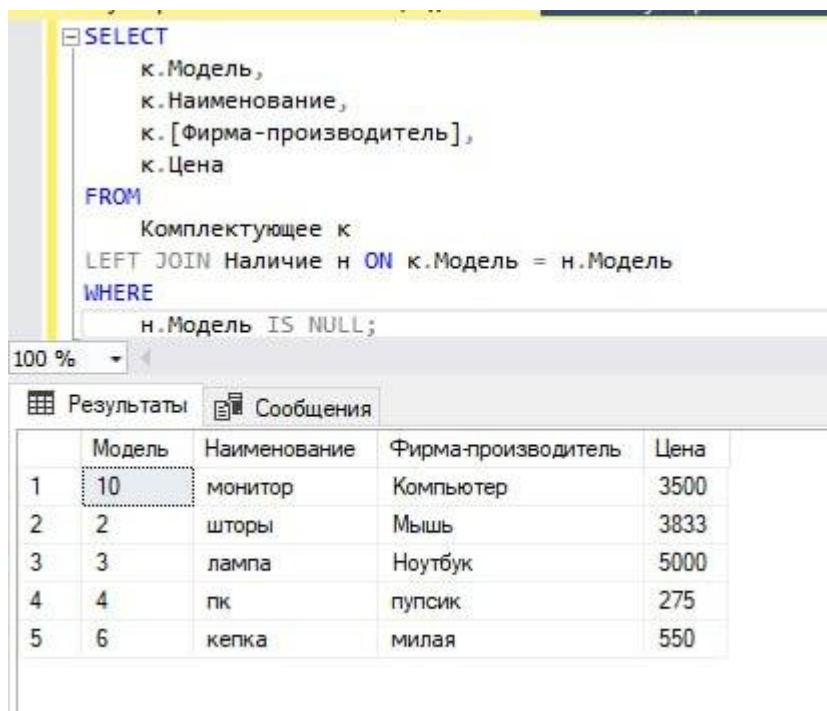 SELECT
к.Модель,
к.Наименование,
к.[Фирма-производитель],
к.Цена
FROM
Комплектующее к
LEFT JOIN Наличие н ON к.Модель = н.Модель
WHERE
н.Модель IS NULL;
100 %
Результаты Сообщения
Модель Наименование Фирма-производитель Цена
1 10 монитор Компьютер 3500
2 2 шторы Мышь 3833
3 3 лампа Ноутбук 5000
4 4 пк пупсик 275
5 6 кепка милая 550